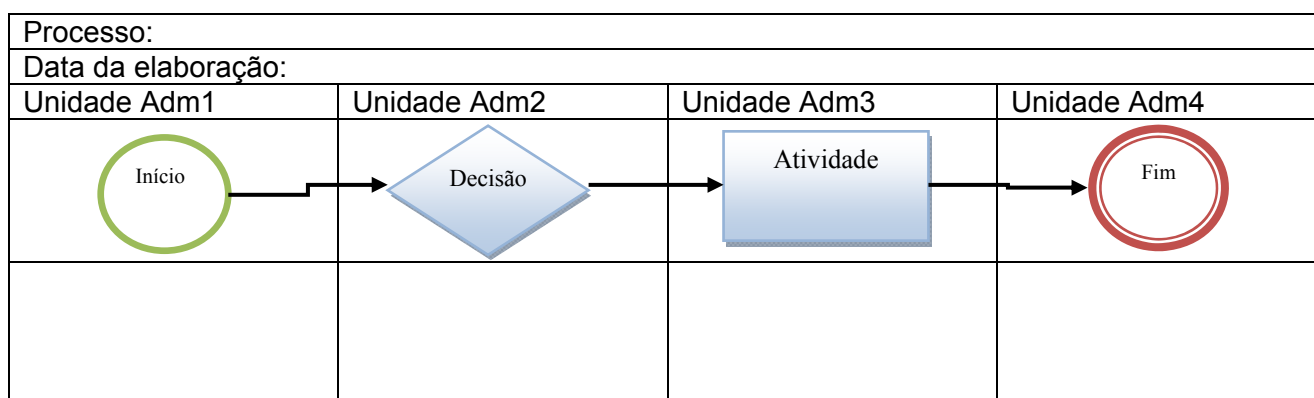 Processo:
Data da elaboração:
Unidade Adm1
Unidade Adm2
Unidade Adm3
Unidade Adm4
Início
Decisão
Atividade
Fim